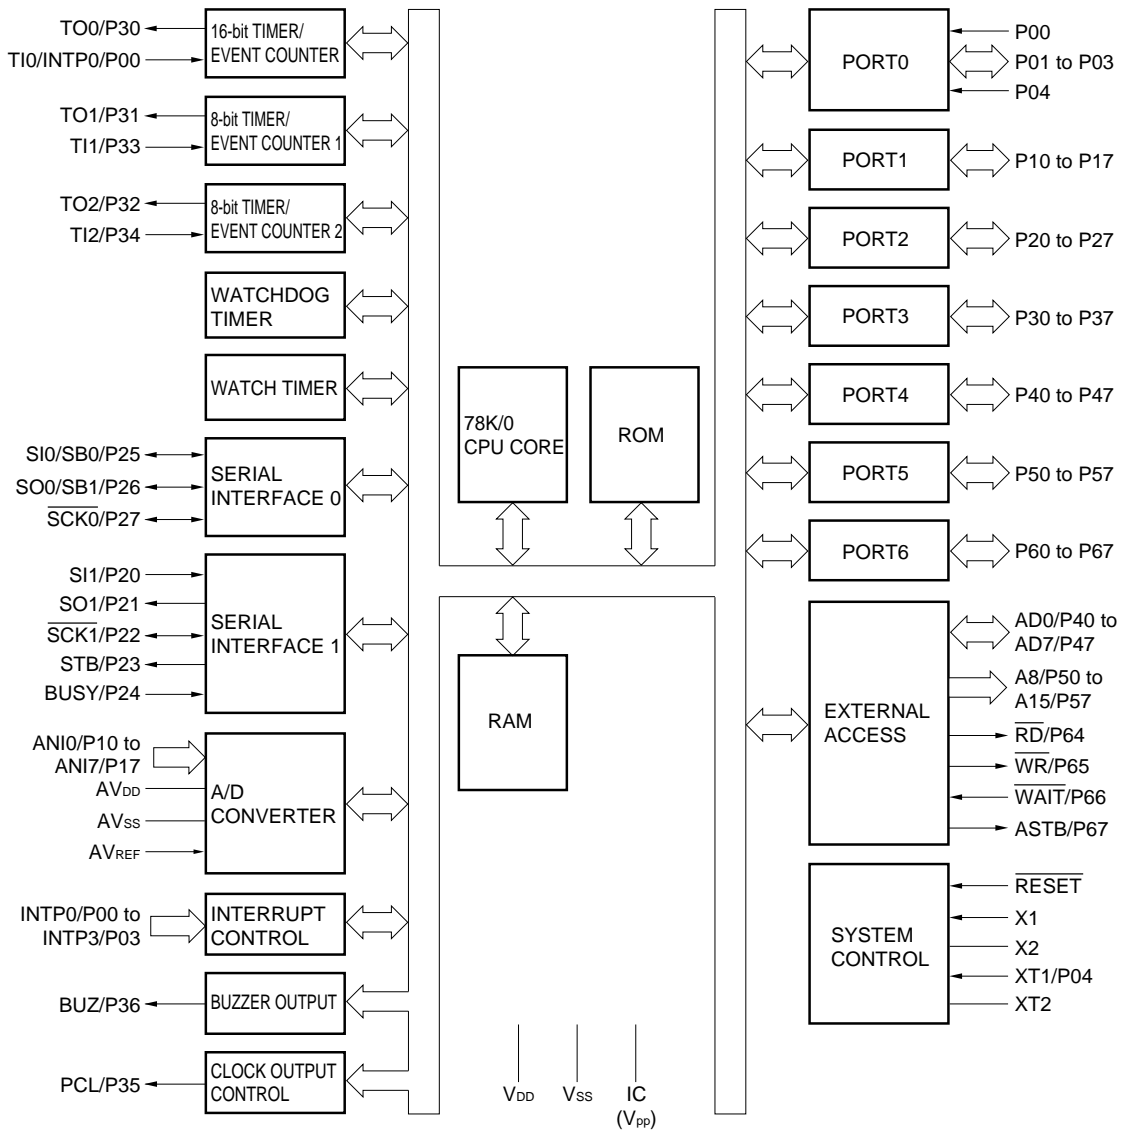 TO0/P30
TI0/INTP0/P00
16-bit TIMER/
EVENT COUNTER
TO1/P31
TI1/P33
8-bit TIMER/
EVENT COUNTER 1
TO2/P32
TI2/P34
8-bit TIMER/
EVENT COUNTER 2
WATCHDOG
TIMER
WATCH TIMER
SI0/SB0/P25
SO0/SB1/P26
S̅C̅K̅0̅/P27
SERIAL
INTERFACE 0
SI1/P20
SO1/P21
S̅C̅K̅1̅/P22
STB/P23
BUSY/P24
SERIAL
INTERFACE 1
ANI0/P10 to
ANI7/P17
AVDD
AVSS
AVREF
A/D
CONVERTER
INTP0/P00 to
INTP3/P03
INTERRUPT
CONTROL
BUZ/P36
BUZZER OUTPUT
PCL/P35
CLOCK OUTPUT
CONTROL
78K/0
CPU CORE
ROM
RAM
VDD
VSS
IC
(Vpp)
PORT0
P00
P01 to P03
P04
PORT1
P10 to P17
PORT2
P20 to P27
PORT3
P30 to P37
PORT4
P40 to P47
PORT5
P50 to P57
PORT6
P60 to P67
EXTERNAL
ACCESS
AD0/P40 to
AD7/P47
A8/P50 to
A15/P57
R̅D̅/P64
W̅R̅/P65
W̅A̅I̅T̅/P66
ASTB/P67
SYSTEM
CONTROL
R̅E̅S̅E̅T̅
X1
X2
XT1/P04
XT2